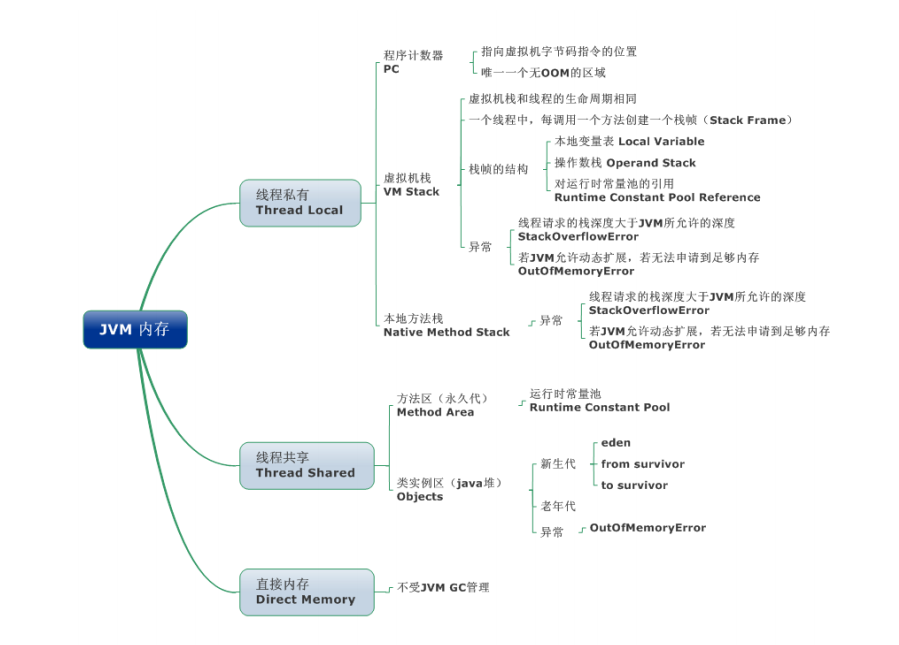 JVM 内存
线程私有
Thread Local
程序计数器
PC
指向虚拟机字节码指令的位置
唯一一个无OOM的区域
虚拟机栈
VM Stack
虚拟机栈和线程的生命周期相同
一个线程中，每调用一个方法创建一个栈帧（Stack Frame）
栈帧的结构
本地变量表 Local Variable
操作数栈 Operand Stack
对运行时常量池的引用
Runtime Constant Pool Reference
异常
线程请求的栈深度大于JVM所允许的深度
StackOverflowError
若JVM允许动态扩展，若无法申请到足够内存
OutOfMemoryError
本地方法栈
Native Method Stack
异常
线程请求的栈深度大于JVM所允许的深度
StackOverflowError
若JVM允许动态扩展，若无法申请到足够内存
OutOfMemoryError
线程共享
Thread Shared
方法区（永久代）
Method Area
运行时常量池
Runtime Constant Pool
类实例区（java堆）
Objects
新生代
eden
from survivor
to survivor
老年代
异常
OutOfMemoryError
直接内存
Direct Memory
不受JVM GC管理